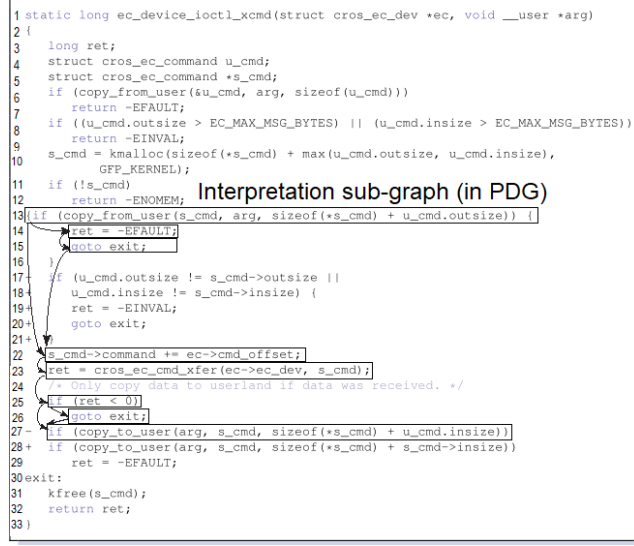 1 static long ec_device_ioctl_xcmd(struct cros_ec_dev *ec, void __user *arg)
2 {
3 long ret;
4 struct cros_ec_command u_cmd;
5 struct cros_ec_command *s_cmd;
6 if (copy_from_user(&u_cmd, arg, sizeof(u_cmd)))
7 return -EFAULT;
8 if ((u_cmd.outsize > EC_MAX_MSG_BYTES) || (u_cmd.insize > EC_MAX_MSG_BYTES))
9 return -EINVAL;
10 s_cmd = kmalloc(sizeof(*s_cmd) + max(u_cmd.outsize, u_cmd.insize),
GFP_KERNEL);
11 if (!s_cmd)
12 return -ENOMEM;
Interpretation sub-graph (in PDG)
13 if (copy_from_user(s_cmd, arg, sizeof(*s_cmd) + u_cmd.outsize)) {
14 ret = -EFAULT;
15 goto exit;
16 }
17+ if (u_cmd.outsize != s_cmd->outsize ||
18+ u_cmd.insize != s_cmd->insize) {
19+ ret = -EINVAL;
20+ goto exit;
21+ }
22 s_cmd->command += ec->cmd_offset;
23 ret = cros_ec_cmd_xfer(ec->ec_dev, s_cmd);
24 /* Only copy data to userland if data was received. */
25 if (ret < 0)
26 goto exit;
27- if (copy_to_user(arg, s_cmd, sizeof(*s_cmd) + u_cmd.insize))
28+ if (copy_to_user(arg, s_cmd, sizeof(*s_cmd) + s_cmd->insize))
29 ret = -EFAULT;
30 exit:
31 kfree(s_cmd);
32 return ret;
33 }